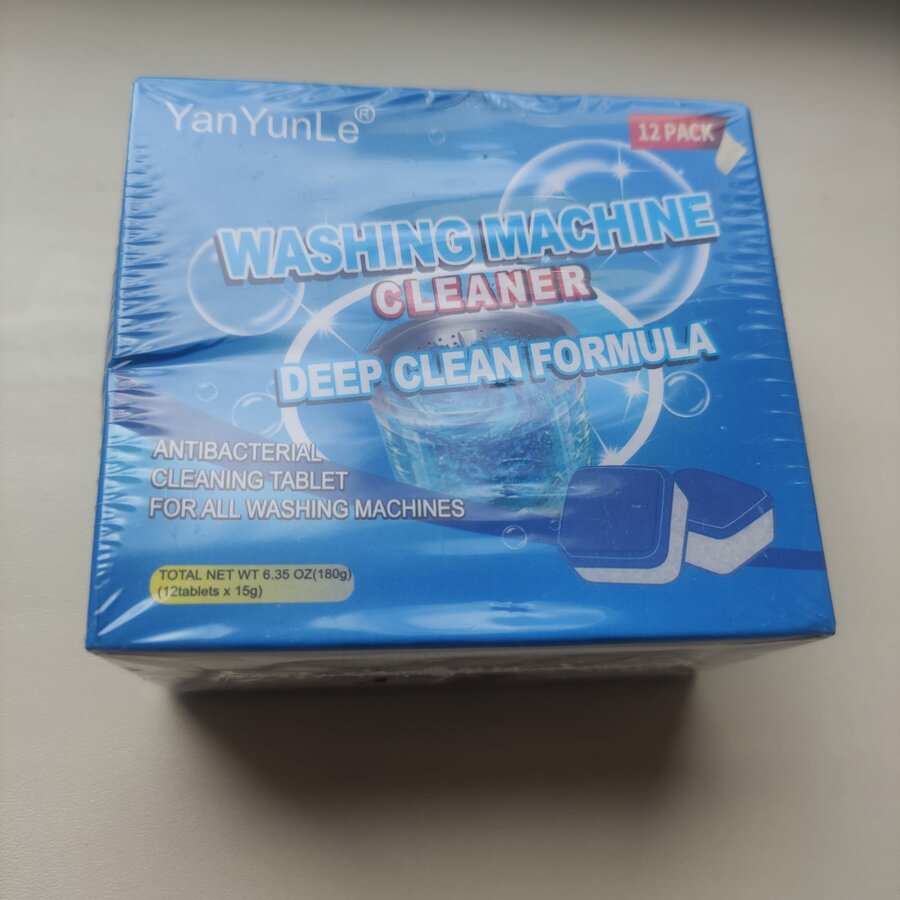 YanYunLe®
12 PACK
WASHING MACHINE
CLEANER
DEEP CLEAN FORMULA
ANTIBACTERIAL
CLEANING TABLET
FOR ALL WASHING MACHINES
TOTAL NET WT 6.35 OZ(180g)
(12tablets x 15g)